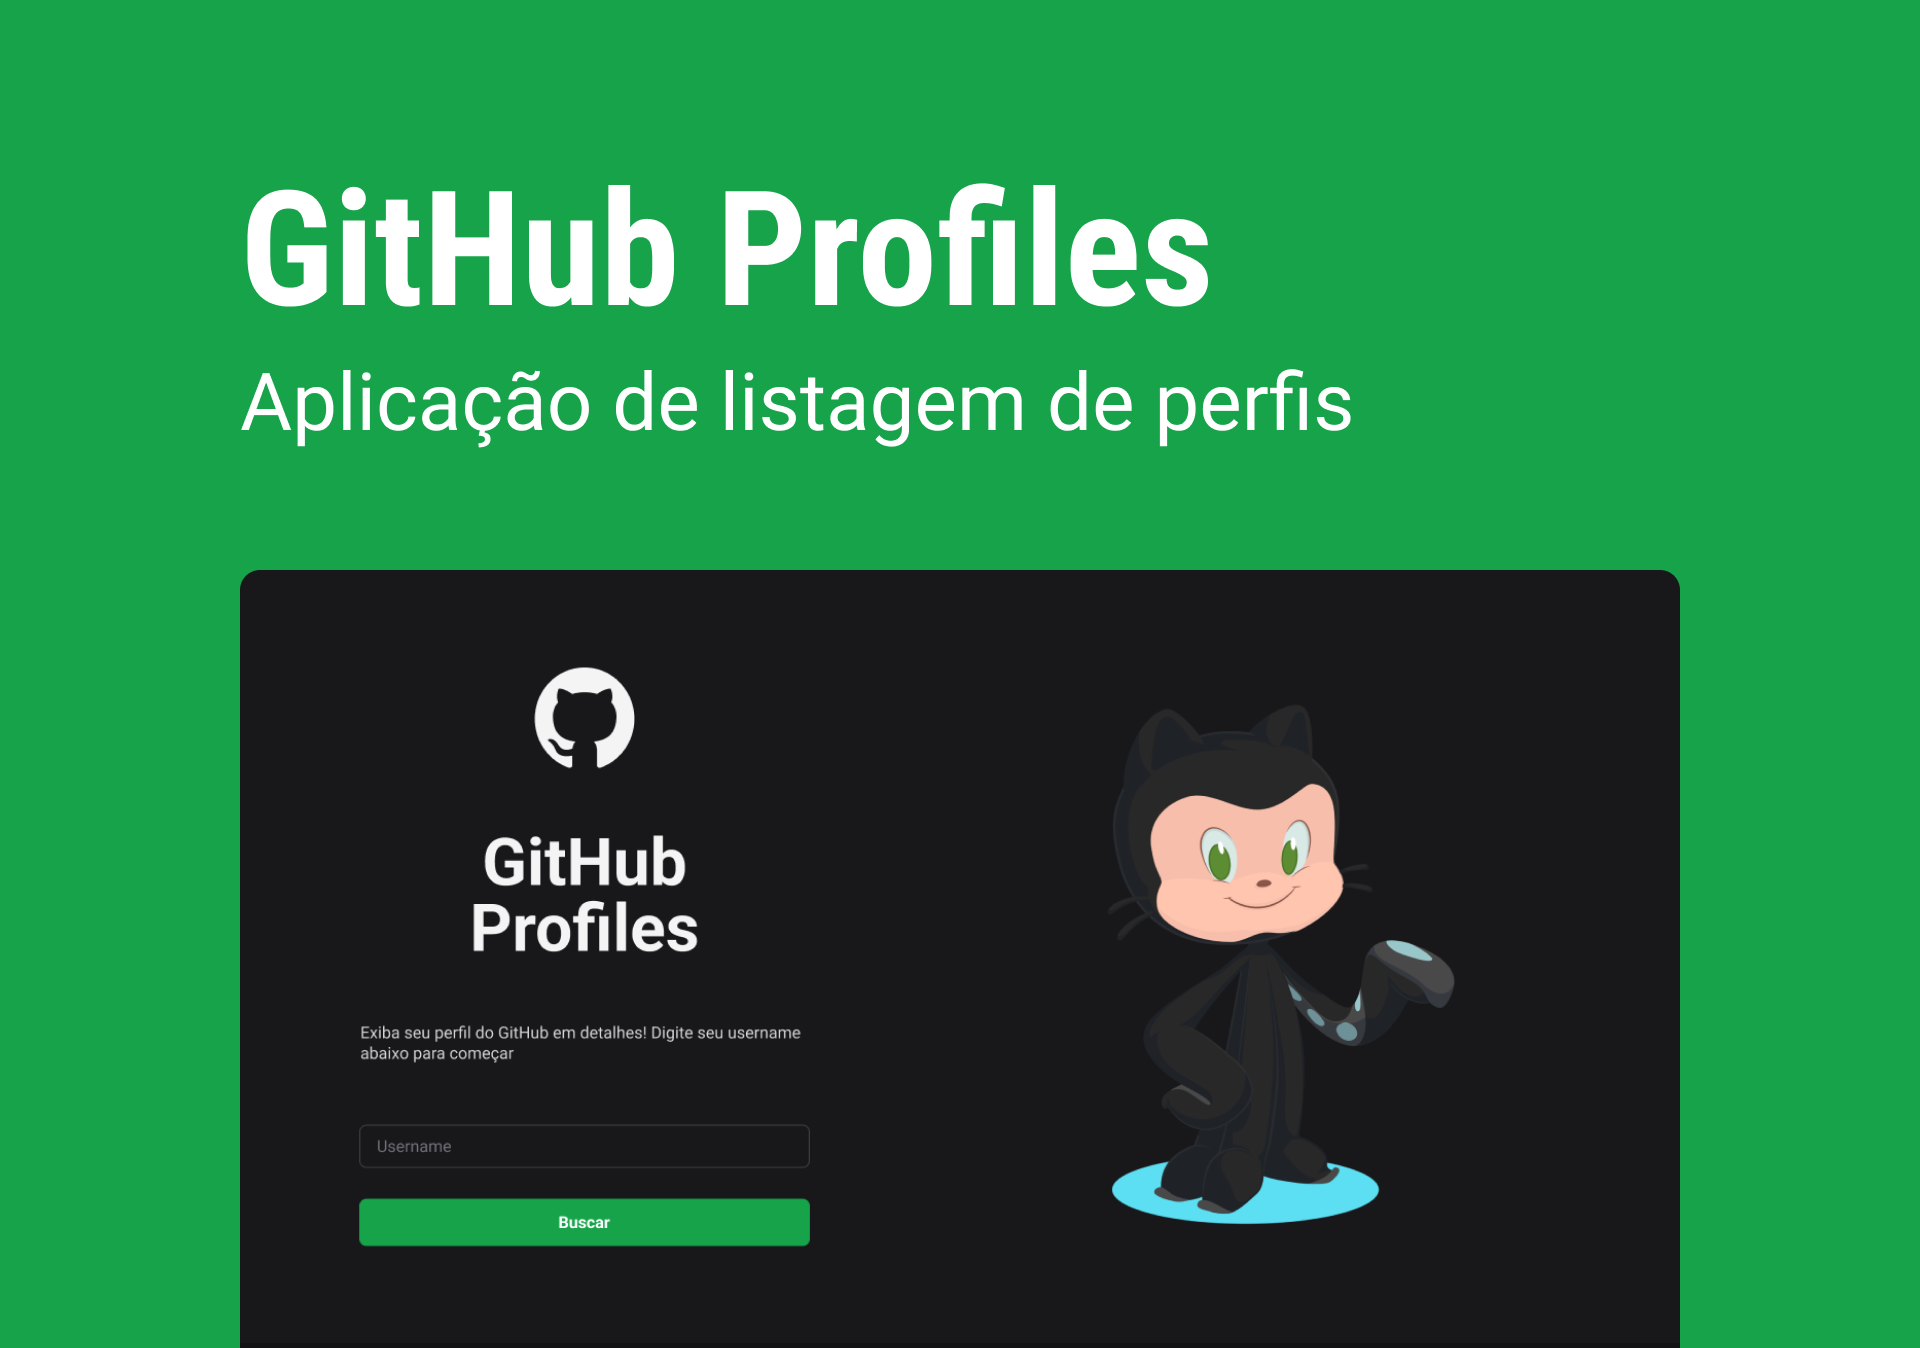 GitHub Profiles
Aplicação de listagem de perfis
GitHub
Profiles
Exiba seu perfil do GitHub em detalhes! Digite seu username
abaixo para começar
Username
Buscar